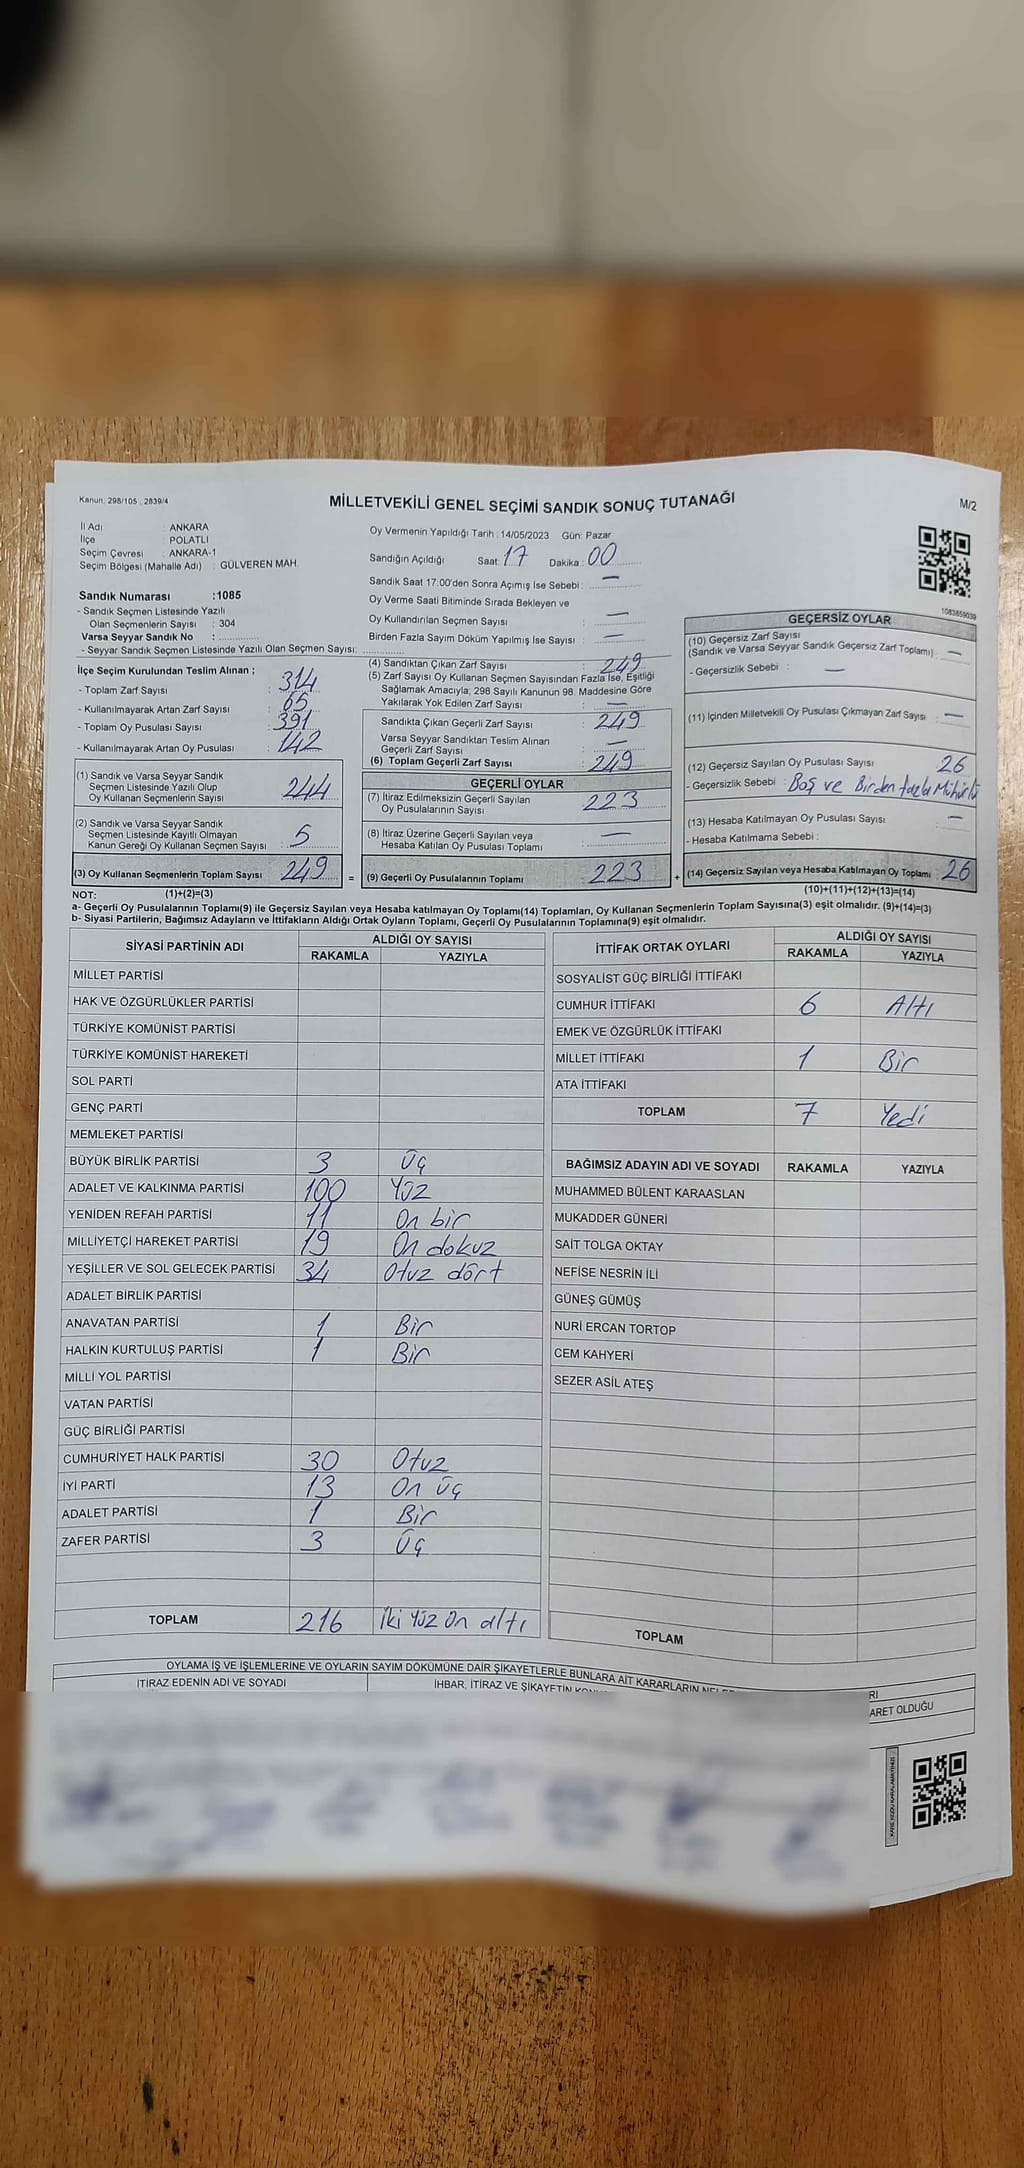 Kanun: 298/105 , 2839/4
MİLLETVEKİLİ GENEL SEÇİMİ SANDIK SONUÇ TUTANAĞI
M/2
İl Adı : ANKARA
İlçe : POLATLI
Seçim Çevresi : ANKARA-1
Seçim Bölgesi (Mahalle Adı) : GÜLVEREN MAH.
Sandık Numarası :1085
- Sandık Seçmen Listesinde Yazılı
Olan Seçmenlerin Sayısı : 304
Varsa Seyyar Sandık No :
- Seyyar Sandık Seçmen Listesinde Yazılı Olan Seçmen Sayısı:
Oy Vermenin Yapıldığı Tarih : 14/05/2023 Gün: Pazar
Sandığın Açıldığı Saat: 17 Dakika : 00
Sandık Saat 17.00'den Sonra Açımış İse Sebebi : —
Oy Verme Saati Bitiminde Sırada Bekleyen ve
Oy Kullandırılan Seçmen Sayısı : —
Birden Fazla Sayım Döküm Yapılmış İse Sayısı : —
1083859039
İlçe Seçim Kurulundan Teslim Alınan ;
- Toplam Zarf Sayısı : 314
- Kullanılmayarak Artan Zarf Sayısı : 65
- Toplam Oy Pusulası Sayısı : 391
- Kullanılmayarak Artan Oy Pusulası : 142
(1) Sandık ve Varsa Seyyar Sandık
Seçmen Listesinde Yazılı Olup
Oy Kullanan Seçmenlerin Sayısı : 244
(2) Sandık ve Varsa Seyyar Sandık
Seçmen Listesinde Kayıtlı Olmayan
Kanun Gereği Oy Kullanan Seçmen Sayısı : 5
(3) Oy Kullanan Seçmenlerin Toplam Sayısı : 249 =
(4) Sandıktan Çıkan Zarf Sayısı : 249
(5) Zarf Sayısı Oy Kullanan Seçmen Sayısından Fazla İse, Eşitliği
Sağlamak Amacıyla; 298 Sayılı Kanunun 98. Maddesine Göre
Yakılarak Yok Edilen Zarf Sayısı : —
Sandıkta Çıkan Geçerli Zarf Sayısı : 249
Varsa Seyyar Sandıktan Teslim Alınan
Geçerli Zarf Sayısı : —
(6) Toplam Geçerli Zarf Sayısı : 249
GEÇERLİ OYLAR
(7) İtiraz Edilmeksizin Geçerli Sayılan
Oy Pusulalarının Sayısı : 223
(8) İtiraz Üzerine Geçerli Sayılan veya
Hesaba Katılan Oy Pusulası Toplamı : —
(9) Geçerli Oy Pusulalarının Toplamı : 223 +
GEÇERSİZ OYLAR
(10) Geçersiz Zarf Sayısı
(Sandık ve Varsa Seyyar Sandık Geçersiz Zarf Toplamı) : —
- Geçersizlik Sebebi : —
(11) İçinden Milletvekili Oy Pusulası Çıkmayan Zarf Sayısı : —
(12) Geçersiz Sayılan Oy Pusulası Sayısı : 26
- Geçersizlik Sebebi : Boş ve Birden fazla Mühürlü
(13) Hesaba Katılmayan Oy Pusulası Sayısı : —
- Hesaba Katılmama Sebebi :
(14) Geçersiz Sayılan veya Hesaba Katılmayan Oy Toplamı : 26
NOT: (1)+(2)=(3) (10)+(11)+(12)+(13)=(14)
a- Geçerli Oy Pusulalarının Toplamı(9) ile Geçersiz Sayılan veya Hesaba katılmayan Oy Toplamı(14) Toplamları, Oy Kullanan Seçmenlerin Toplam Sayısına(3) eşit olmalıdır. (9)+(14)=(3)
b- Siyasi Partilerin, Bağımsız Adayların ve İttifakların Aldığı Ortak Oyların Toplamı, Geçerli Oy Pusulalarının Toplamına(9) eşit olmalıdır.
SİYASİ PARTİNİN ADI ALDIĞI OY SAYISI
RAKAMLA YAZIYLA
MİLLET PARTİSİ
HAK VE ÖZGÜRLÜKLER PARTİSİ
TÜRKİYE KOMÜNİST PARTİSİ
TÜRKİYE KOMÜNİST HAREKETİ
SOL PARTİ
GENÇ PARTİ
MEMLEKET PARTİSİ
BÜYÜK BİRLİK PARTİSİ 3 Üç
ADALET VE KALKINMA PARTİSİ 100 Yüz
YENİDEN REFAH PARTİSİ 11 On bir
MİLLİYETÇİ HAREKET PARTİSİ 19 On dokuz
YEŞİLLER VE SOL GELECEK PARTİSİ 34 Otuz dört
ADALET BİRLİK PARTİSİ
ANAVATAN PARTİSİ 1 Bir
HALKIN KURTULUŞ PARTİSİ 1 Bir
MİLLİ YOL PARTİSİ
VATAN PARTİSİ
GÜÇ BİRLİĞİ PARTİSİ
CUMHURİYET HALK PARTİSİ 30 Otuz
İYİ PARTİ 13 On üç
ADALET PARTİSİ 1 Bir
ZAFER PARTİSİ 3 Üç
TOPLAM 216 İki Yüz On altı
İTTİFAK ORTAK OYLARI ALDIĞI OY SAYISI
RAKAMLA YAZIYLA
SOSYALİST GÜÇ BİRLİĞİ İTTİFAKI
CUMHUR İTTİFAKI 6 Altı
EMEK VE ÖZGÜRLÜK İTTİFAKI
MİLLET İTTİFAKI 1 Bir
ATA İTTİFAKI
TOPLAM 7 Yedi
BAĞIMSIZ ADAYIN ADI VE SOYADI RAKAMLA YAZIYLA
MUHAMMED BÜLENT KARAASLAN
MUKADDER GÜNERİ
SAİT TOLGA OKTAY
NEFİSE NESRİN İLİ
GÜNEŞ GÜMÜŞ
NURİ ERCAN TORTOP
CEM KAHYERİ
SEZER ASİL ATEŞ
TOPLAM
OYLAMA İŞ VE İŞLEMLERİNE VE OYLARIN SAYIM DÖKÜMÜNE DAİR ŞİKAYETLERLE BUNLARA AİT KARARLARIN
İTİRAZ EDENİN ADI VE SOYADI İHBAR, İTİRAZ VE ŞİKAYETİN
OLDUĞU